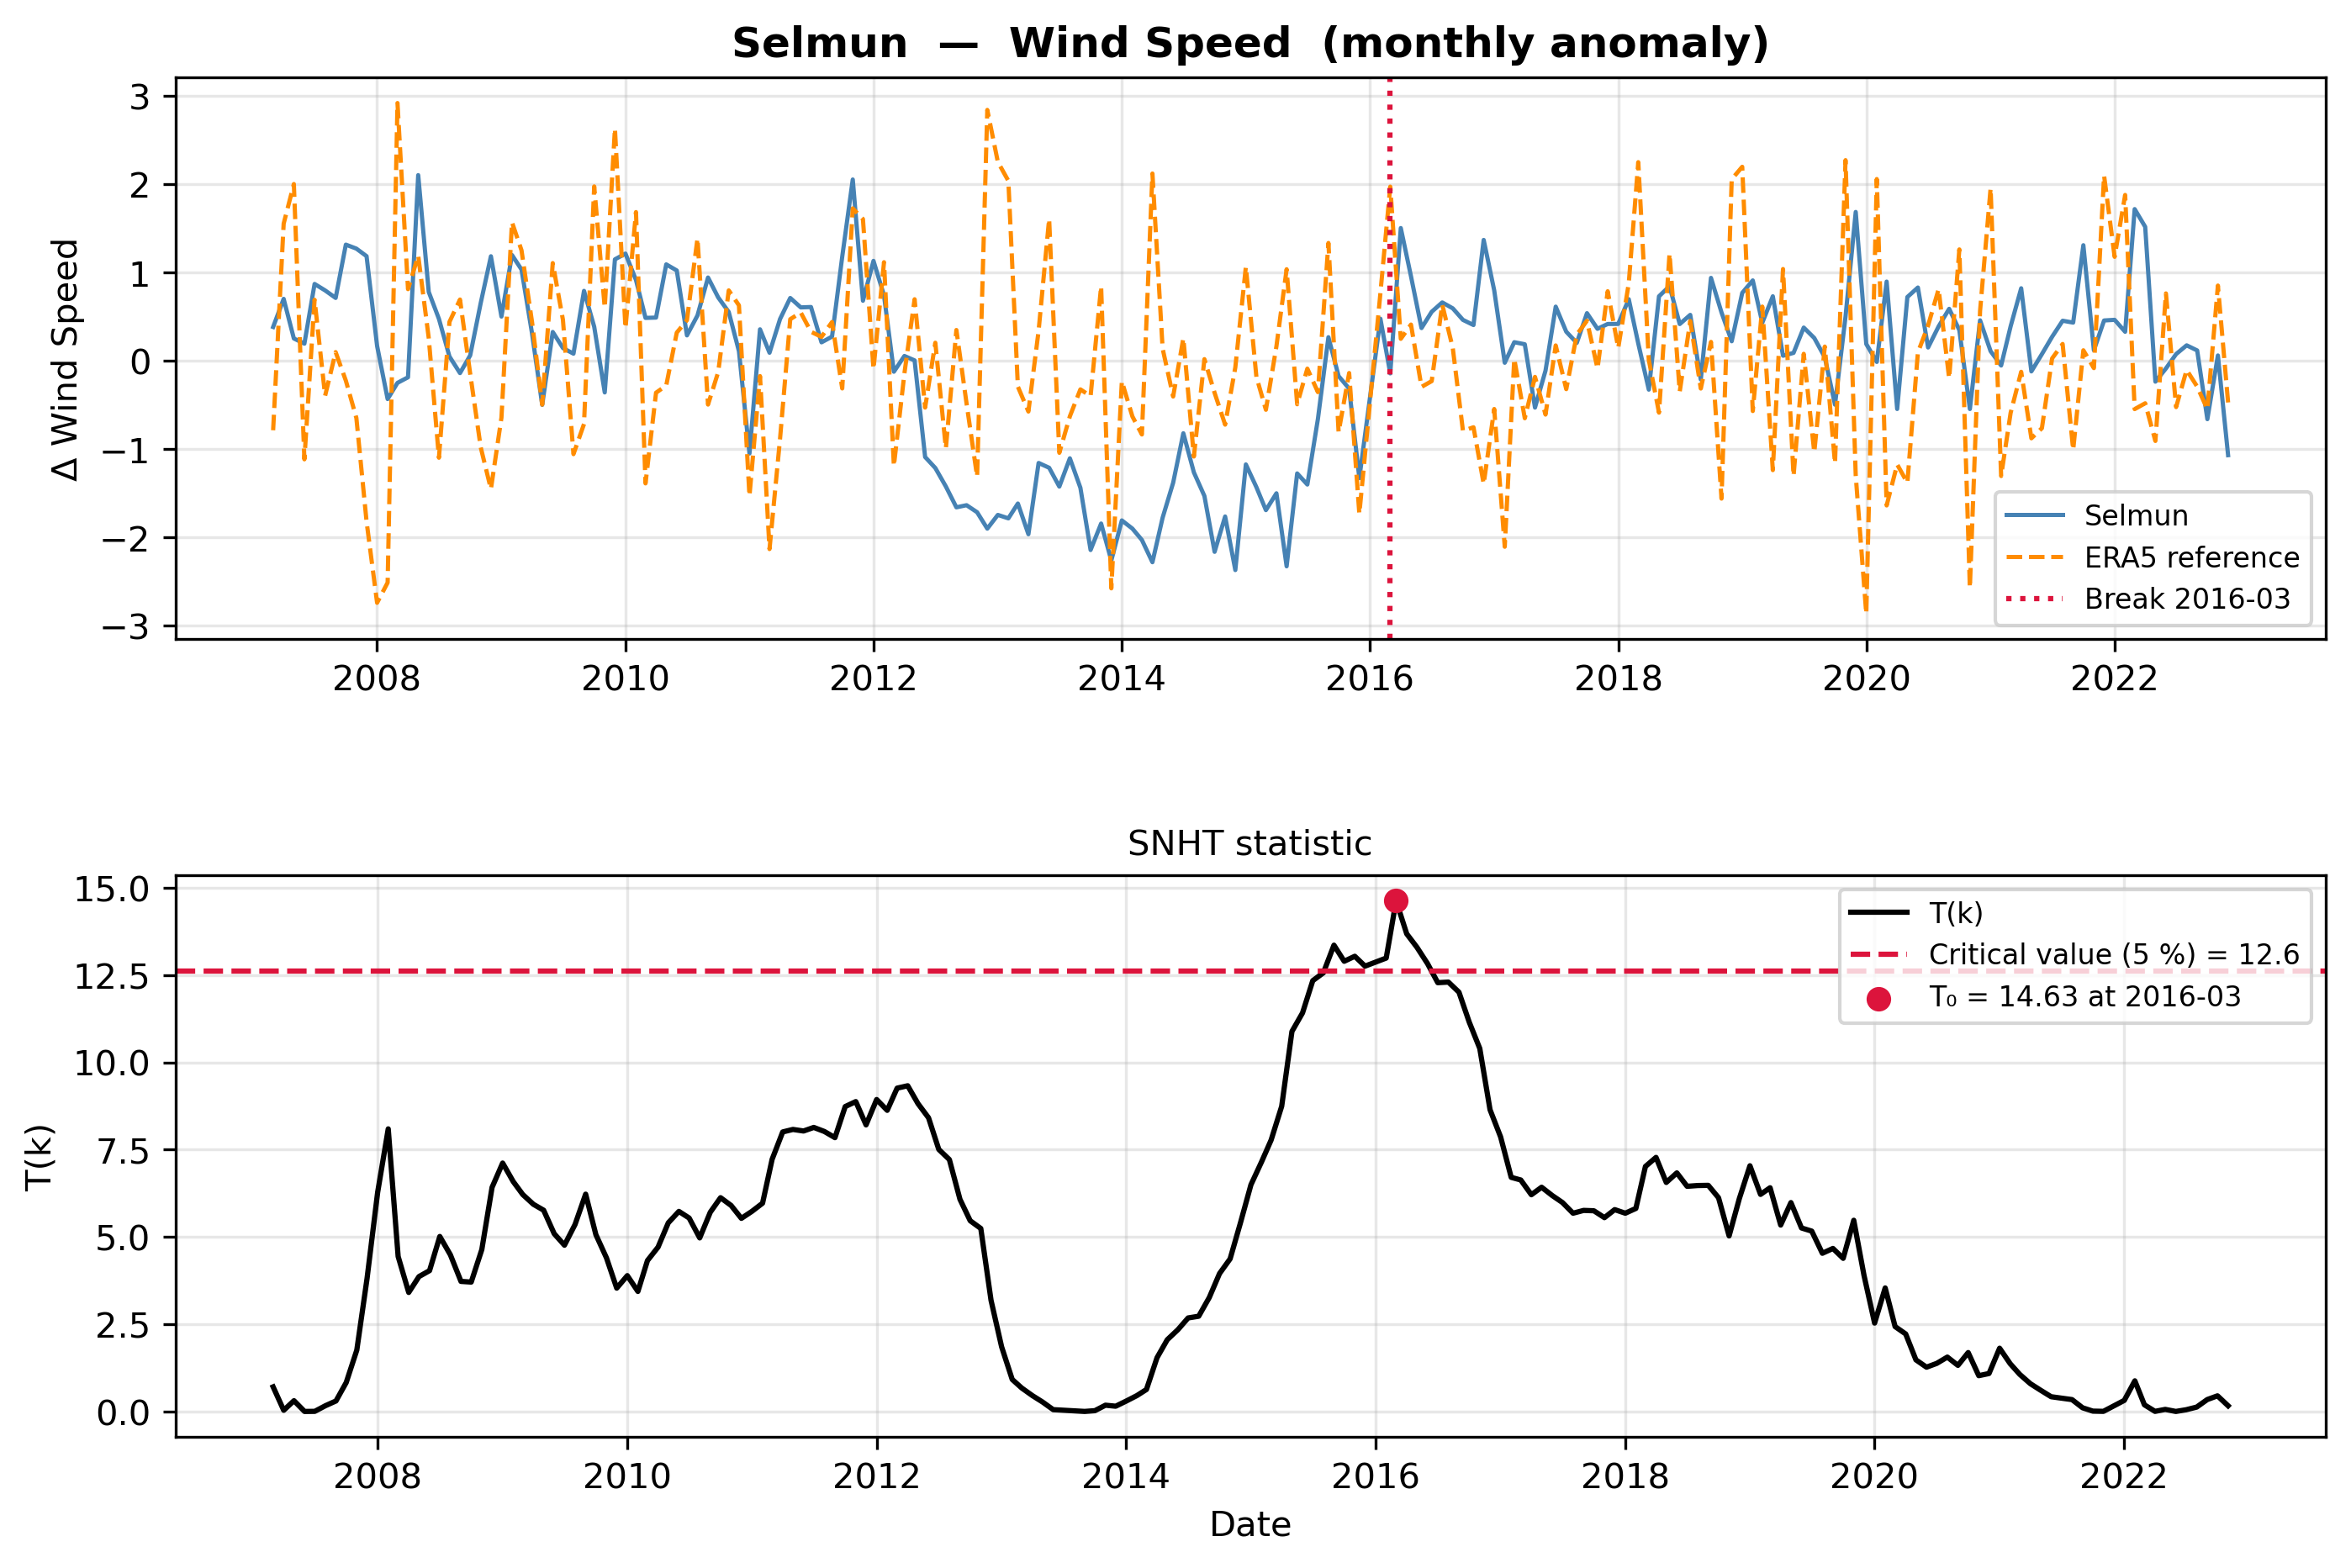 Selmun — Wind Speed (monthly anomaly)
Δ Wind Speed
3
2
1
0
−1
−2
−3
2008 2010 2012 2014 2016 2018 2020 2022
Selmun
ERA5 reference
Break 2016-03
SNHT statistic
T(k)
15.0
12.5
10.0
7.5
5.0
2.5
0.0
T(k)
Critical value (5 %) = 12.6
T₀ = 14.63 at 2016-03
2008 2010 2012 2014 2016 2018 2020 2022
Date